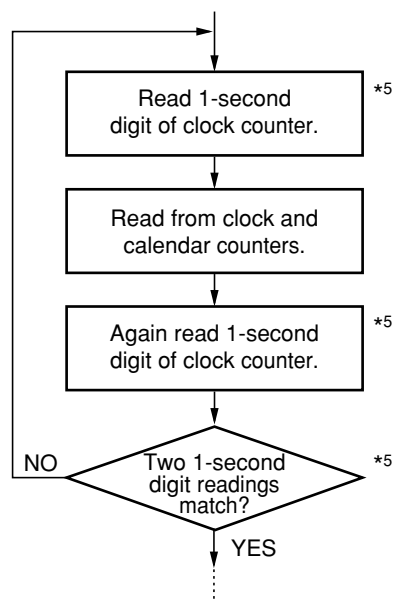 Read 1-second
digit of clock counter.
*5
Read from clock and
calendar counters.
Again read 1-second
digit of clock counter.
*5
NO
Two 1-second
digit readings
match?
*5
YES